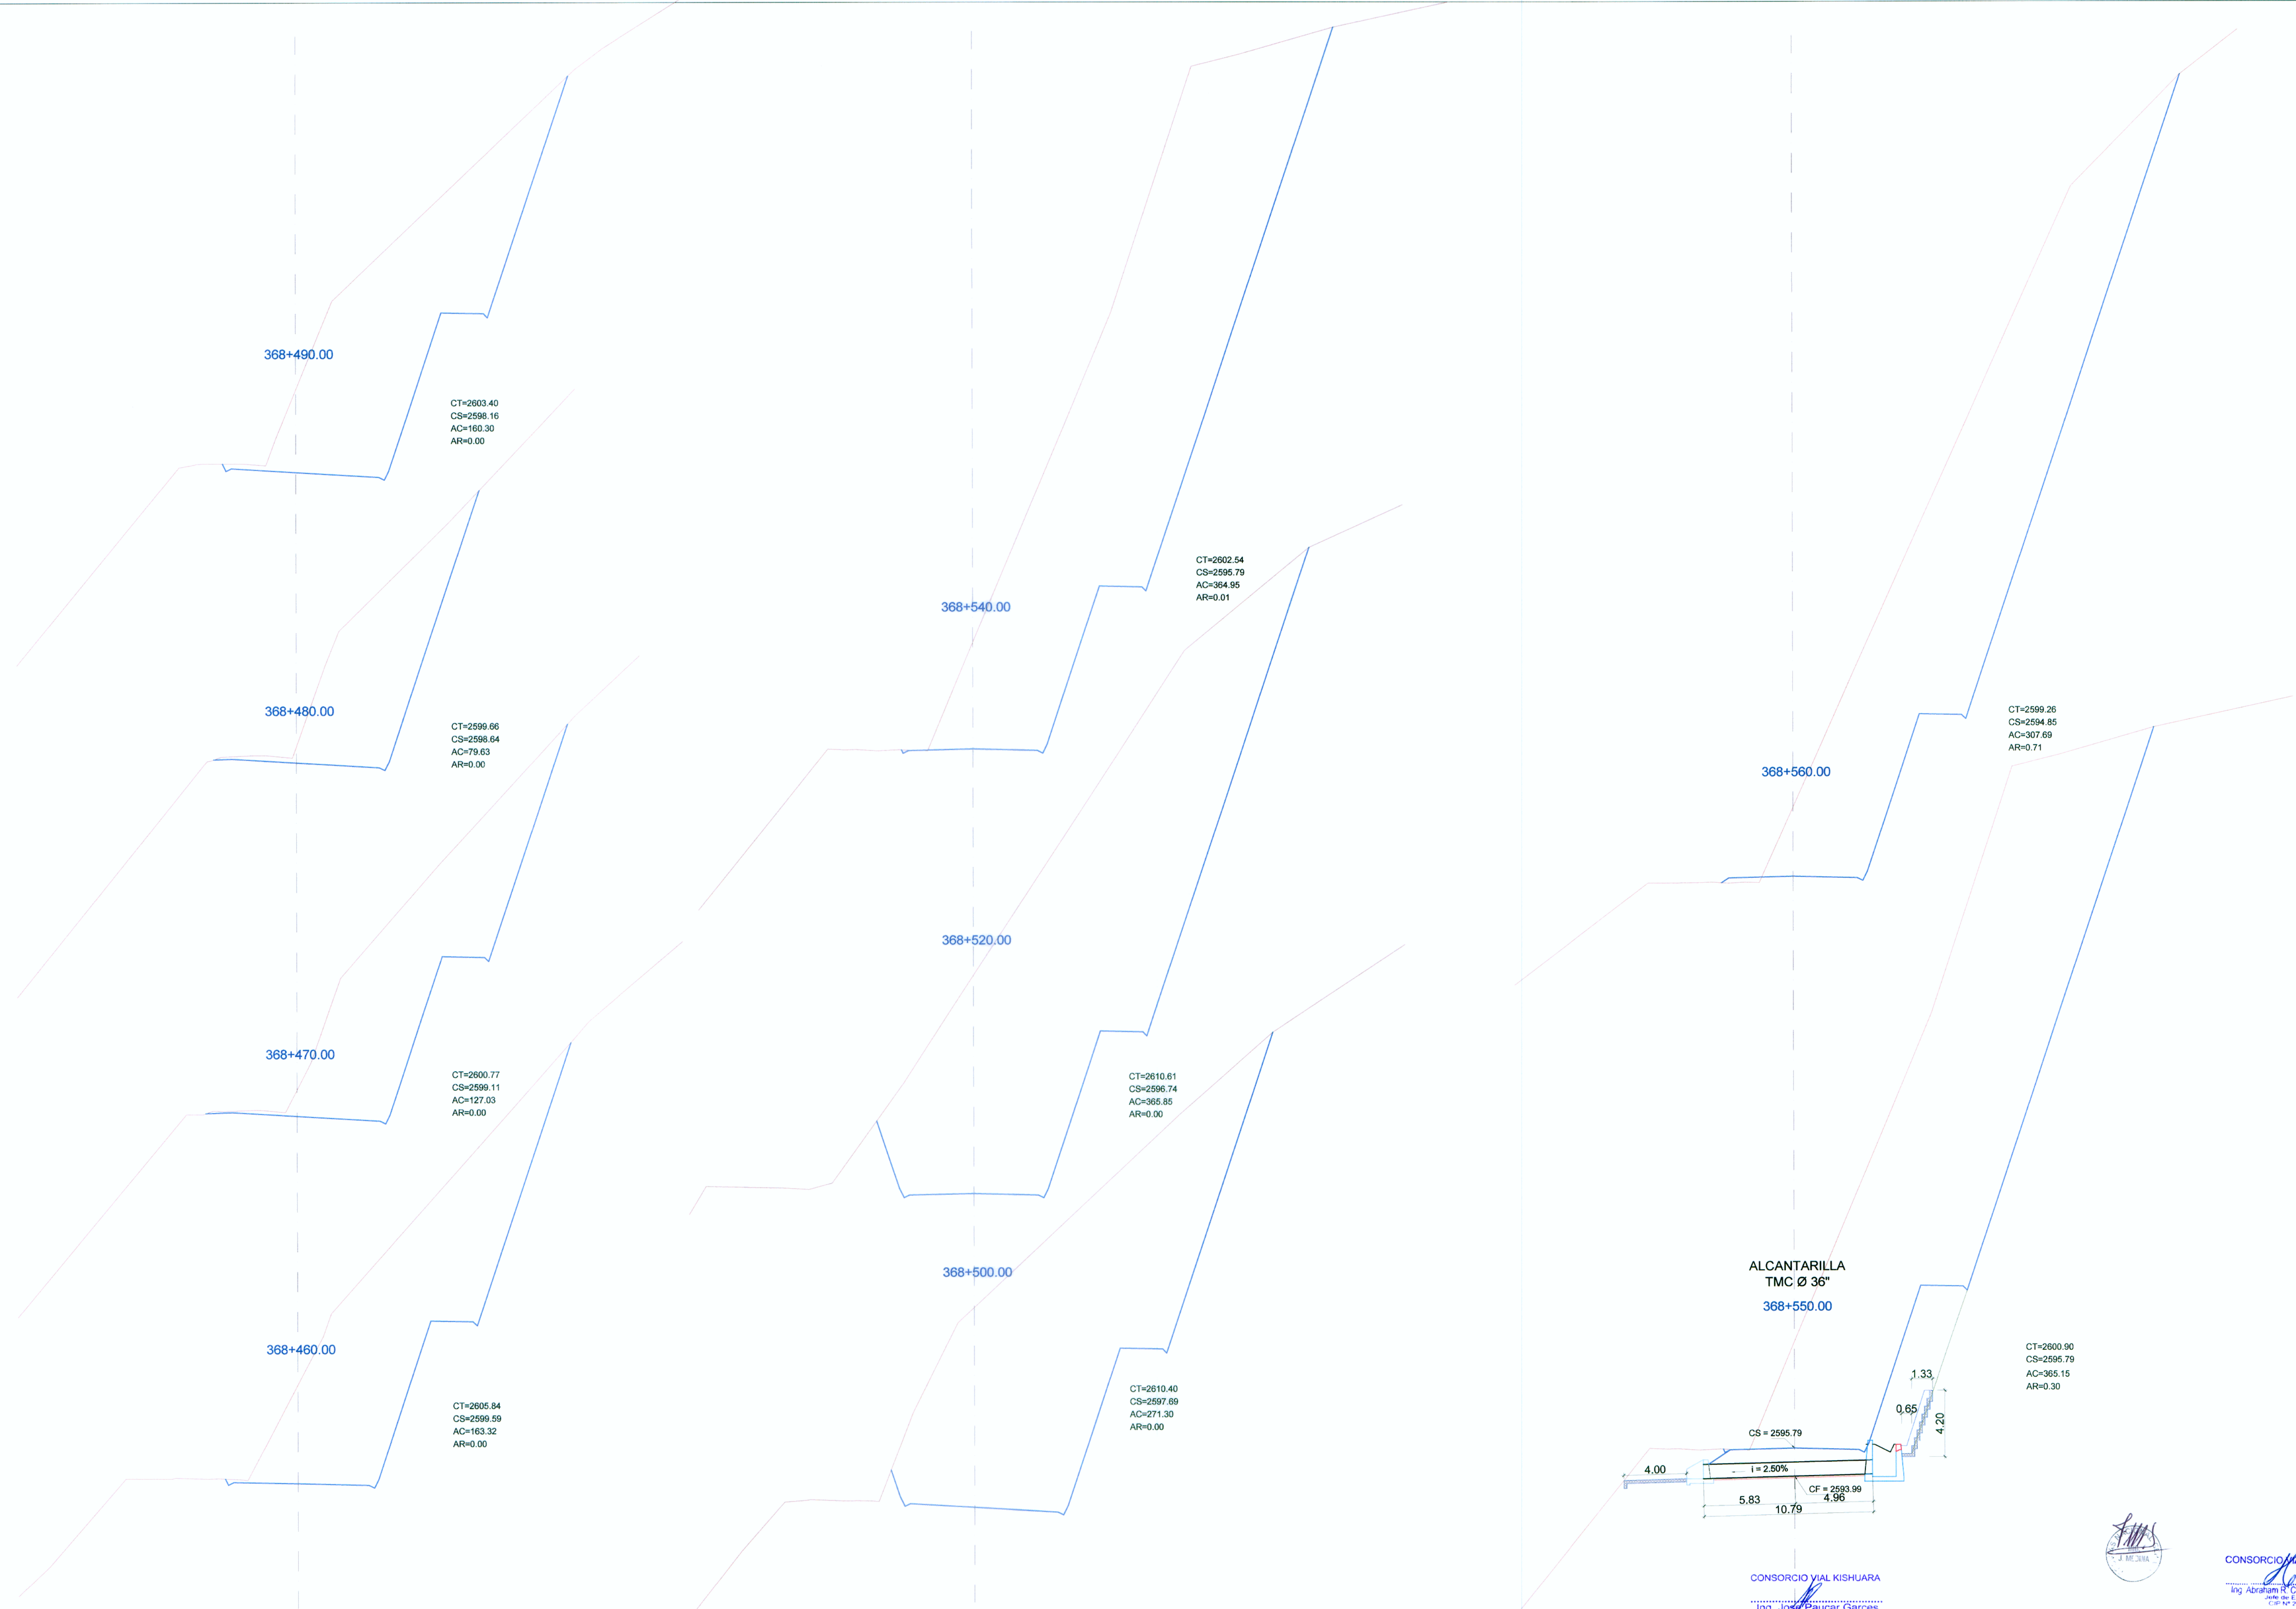 368+490.00
CT=2603.40
CS=2598.16
AC=160.30
AR=0.00
368+480.00
CT=2599.66
CS=2598.64
AC=79.63
AR=0.00
368+470.00
CT=2600.77
CS=2599.11
AC=127.03
AR=0.00
368+460.00
CT=2605.84
CS=2599.59
AC=163.32
AR=0.00
368+540.00
CT=2602.54
CS=2595.79
AC=364.95
AR=0.01
368+520.00
CT=2610.61
CS=2596.74
AC=365.85
AR=0.00
368+500.00
CT=2610.40
CS=2597.69
AC=271.30
AR=0.00
368+560.00
CT=2599.26
CS=2594.85
AC=307.69
AR=0.71
ALCANTARILLA
TMC Ø 36"
368+550.00
CT=2600.90
CS=2595.79
AC=365.15
AR=0.30
1.33
0.65
4.20
CS = 2595.79
4.00
i = 2.50%
CF = 2593.99
5.83
4.96
10.79
CONSORCIO VIAL KISHUARA
Ing. José Paucar Garces
CONSORCIO
Ing. Abraham R.